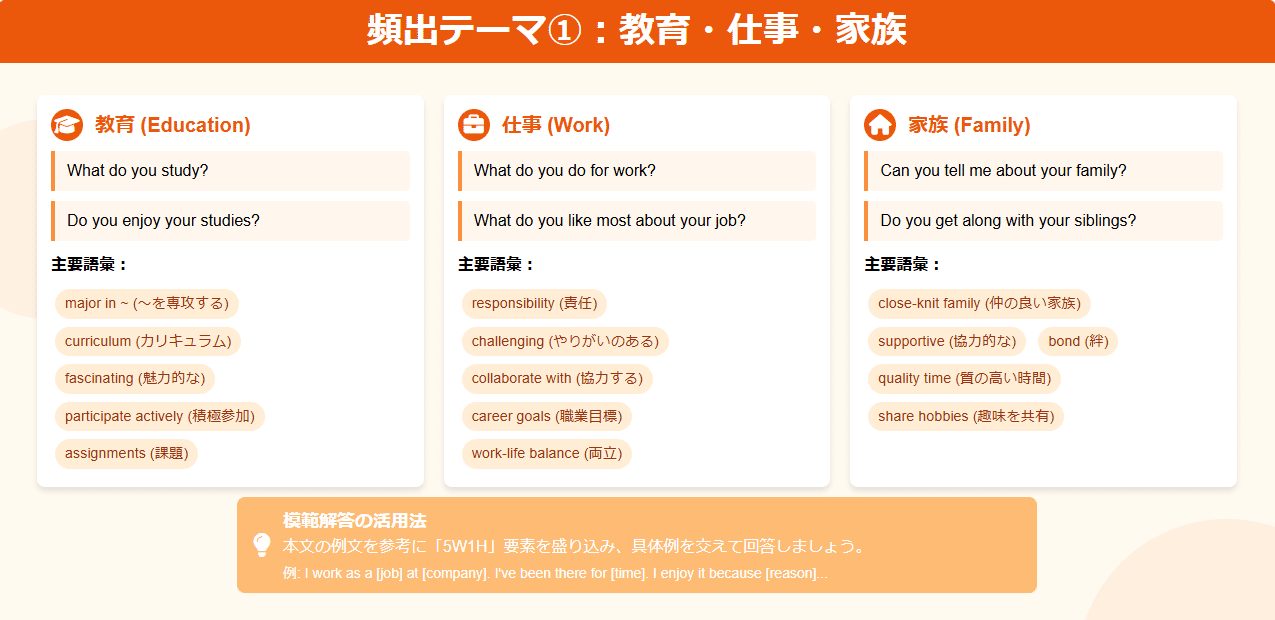 頻出テーマ①：教育・仕事・家族
教育 (Education)
What do you study?
Do you enjoy your studies?
主要語彙：
major in ~ (〜を専攻する)
curriculum (カリキュラム)
fascinating (魅力的な)
participate actively (積極参加)
assignments (課題)
仕事 (Work)
What do you do for work?
What do you like most about your job?
主要語彙：
responsibility (責任)
challenging (やりがいのある)
collaborate with (協力する)
career goals (職業目標)
work-life balance (両立)
家族 (Family)
Can you tell me about your family?
Do you get along with your siblings?
主要語彙：
close-knit family (仲の良い家族)
supportive (協力的な) bond (絆)
quality time (質の高い時間)
share hobbies (趣味を共有)
模範解答の活用法
本文の例文を参考に「5W1H」要素を盛り込み、具体例を交えて回答しましょう。
例: I work as a [job] at [company]. I've been there for [time]. I enjoy it because [reason]...